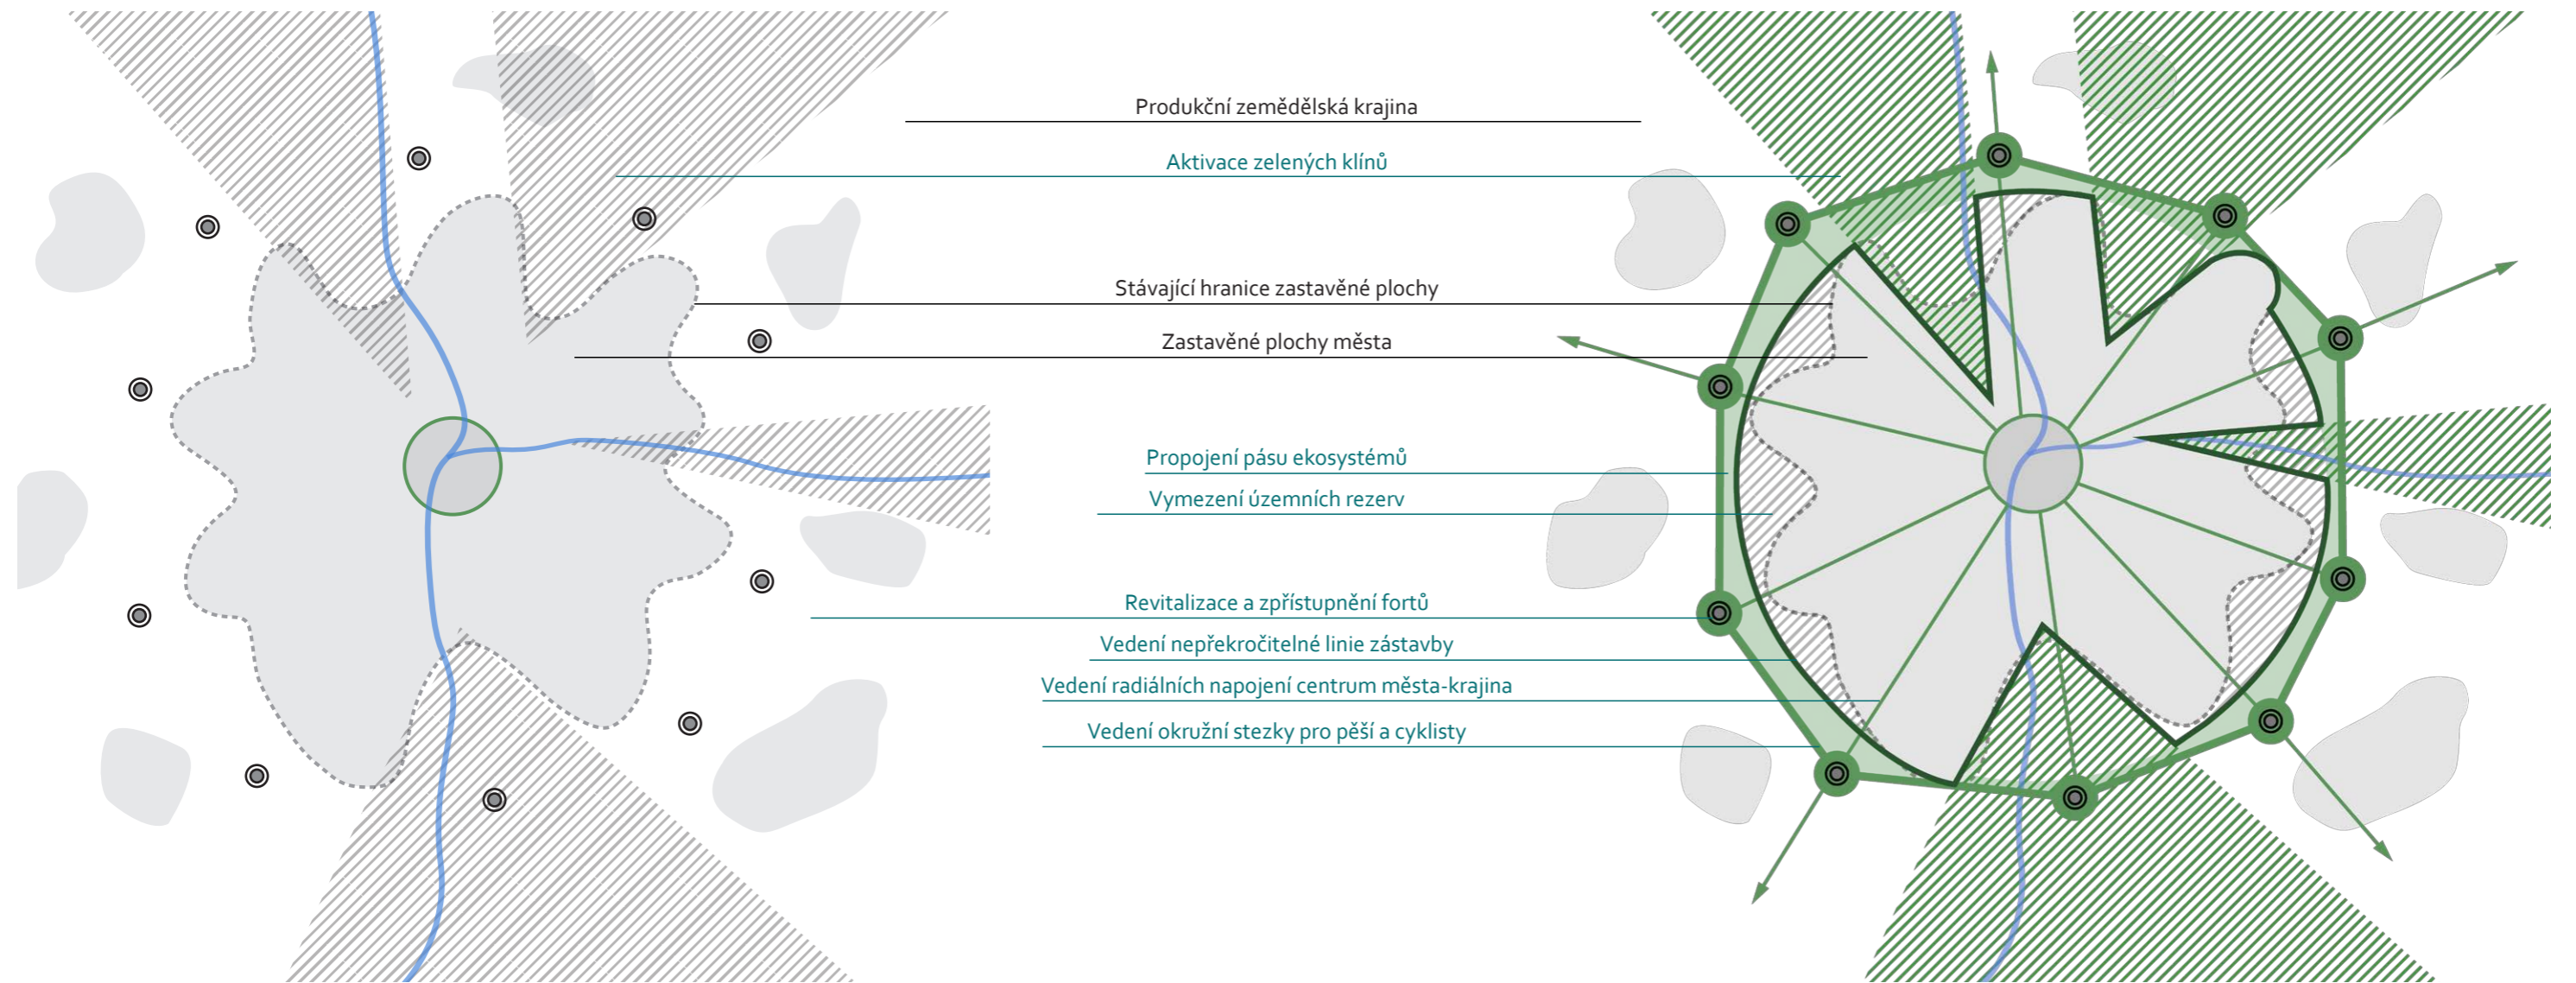 Produkční zemědělská krajina
Aktivace zelených klínů
Stávající hranice zastavěné plochy
Zastavěné plochy města
Propojení pásu ekosystémů
Vymezení územních rezerv
Revitalizace a zpřístupnění fortů
Vedení nepřekročitelné linie zástavby
Vedení radiálních napojení centrum města-krajina
Vedení okružní stezky pro pěší a cyklisty